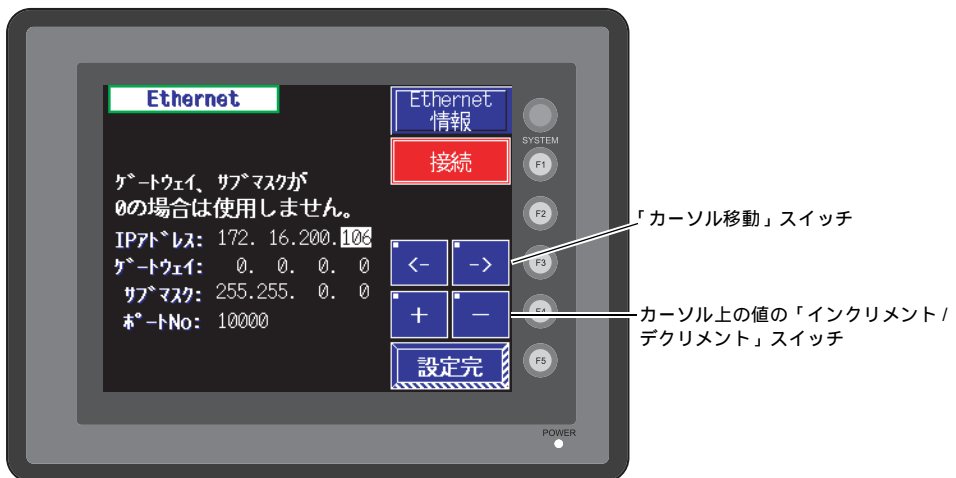 Ethernet
Ethernet
情報
SYSTEM
接続
F1
ｹﾞｰﾄｳｪｲ、ｻﾌﾞﾏｽｸが
0の場合は使用しません。
F2
「カーソル移動」スイッチ
IPｱﾄﾞﾚｽ: 172. 16.200.106
ｹﾞｰﾄｳｪｲ: 0. 0. 0. 0
<- ->
F3
ｻﾌﾞﾏｽｸ: 255.255. 0. 0
ﾎﾟｰﾄNo: 10000
+ −
F4
カーソル上の値の「インクリメント /
デクリメント」スイッチ
設定完
F5
POWER